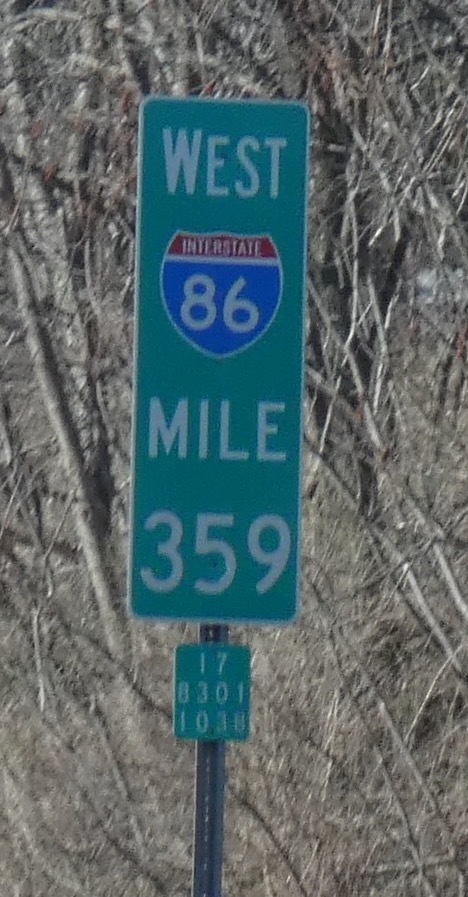 WEST
INTERSTATE
86
MILE
359
17
8301
1038